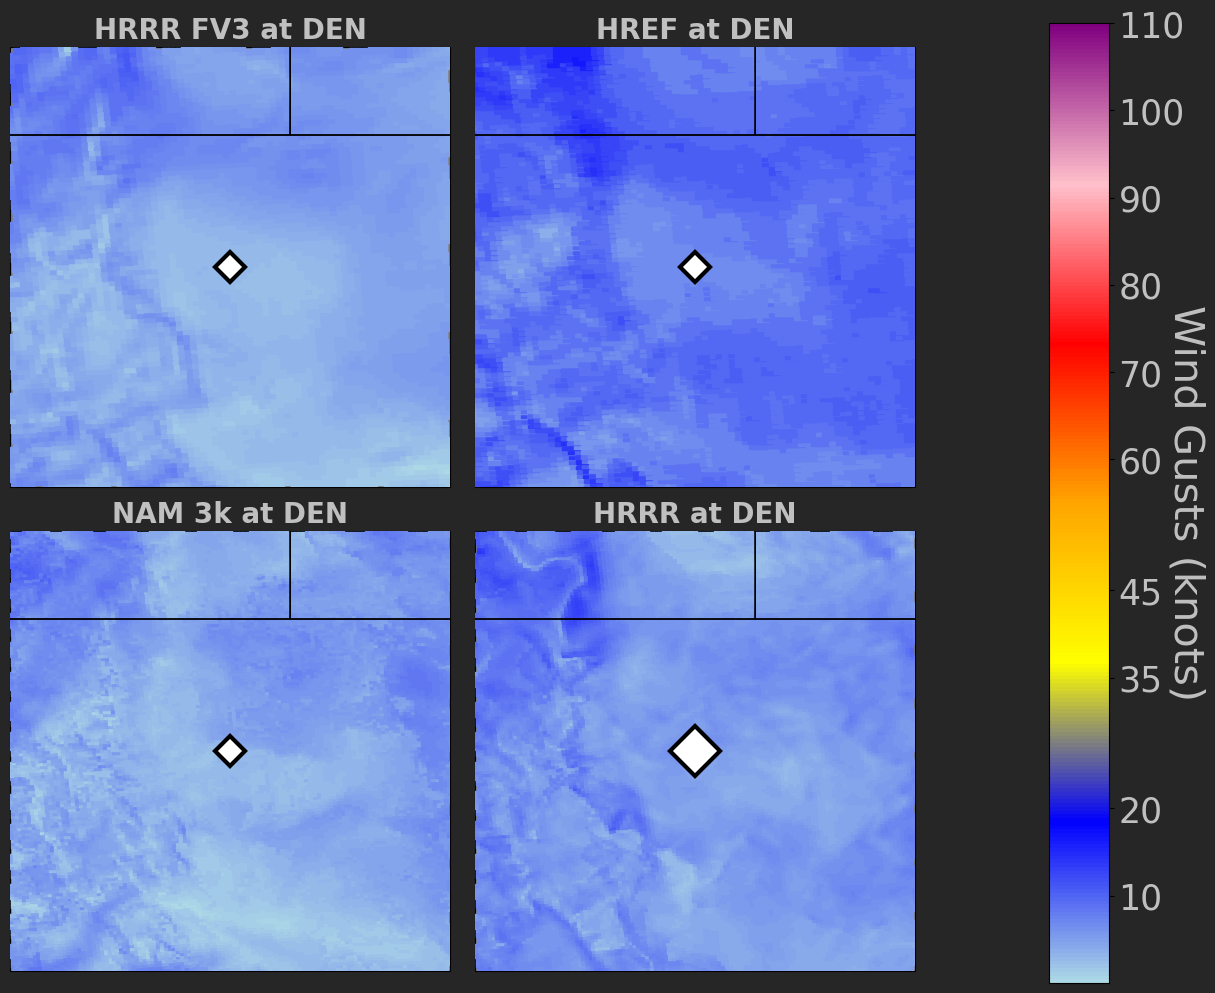 HRRR FV3 at DEN
HREF at DEN
NAM 3k at DEN
HRRR at DEN
110
100
90
80
70
60
45
35
20
10
Wind Gusts (knots)